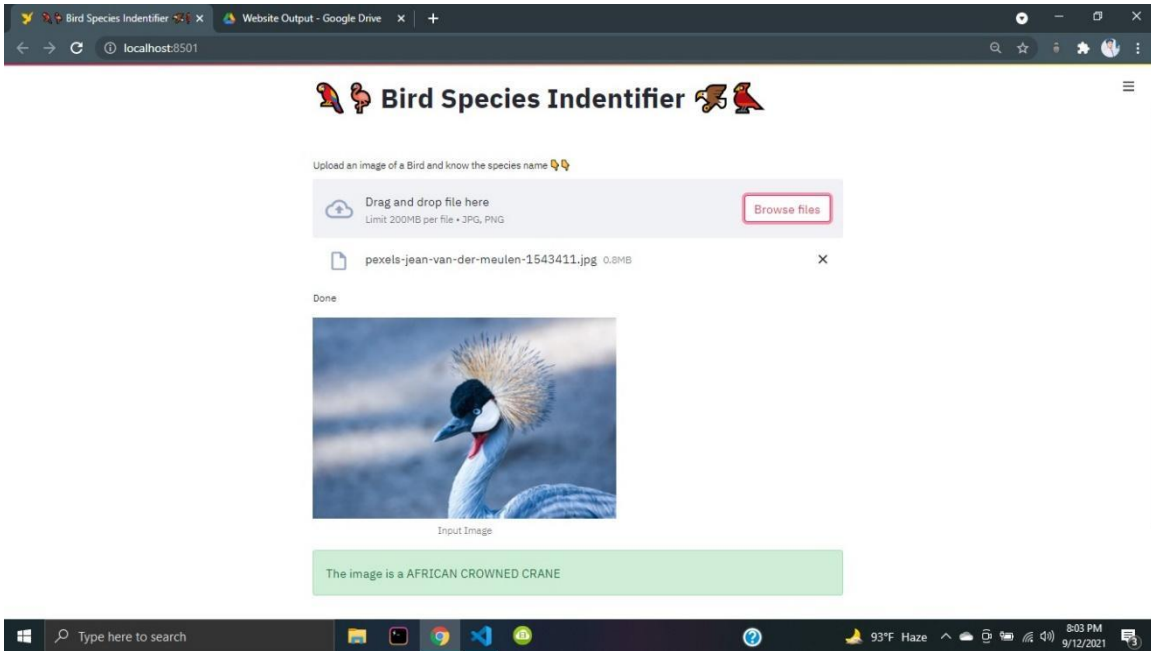 Bird Species Indentifier
Website Output - Google Drive
localhost:8501
Bird Species Indentifier
Upload an image of a Bird and know the species name
Drag and drop file here
Limit 200MB per file • JPG, PNG
Browse files
pexels-jean-van-der-meulen-1543411.jpg 0.8MB
Done
Input Image
The image is a AFRICAN CROWNED CRANE
Type here to search
93°F Haze
8:03 PM
9/12/2021
3